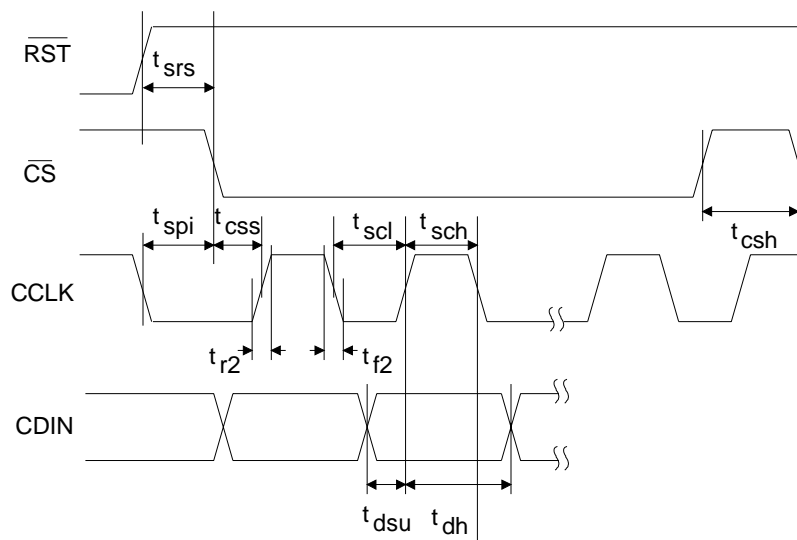 RST
t srs
CS
t spi t css t scl t sch t csh
CCLK
t r2 t f2
CDIN
t dsu t dh